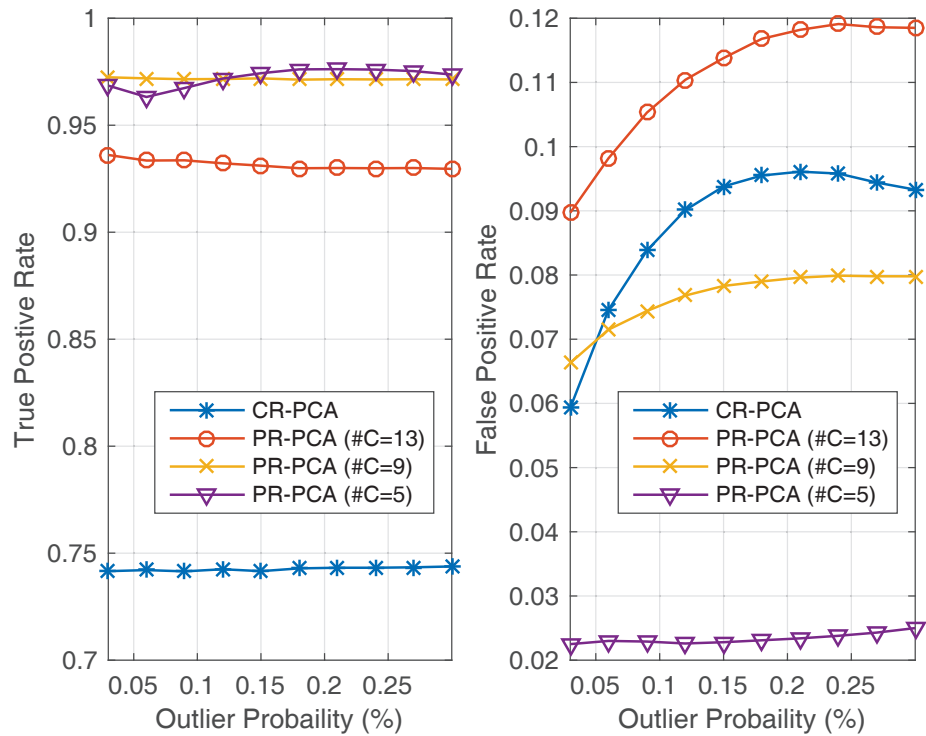 1
0.95
0.9
0.85
0.8
0.75
0.7
True Postive Rate
0.05
0.1
0.15
0.2
0.25
Outlier Probaility (%)
CR-PCA
PR-PCA (#C=13)
PR-PCA (#C=9)
PR-PCA (#C=5)
0.12
0.11
0.1
0.09
0.08
0.07
0.06
0.05
0.04
0.03
0.02
False Positive Rate
0.05
0.1
0.15
0.2
0.25
Outlier Probaility (%)
CR-PCA
PR-PCA (#C=13)
PR-PCA (#C=9)
PR-PCA (#C=5)